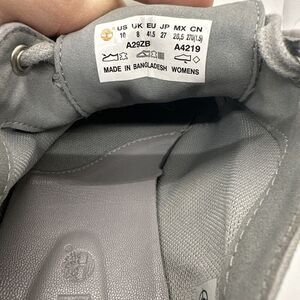 US UK EU JP MX CN
10 8 41.5 27 28,5 270(1.5)
A29ZB A4219
MADE IN BANGLADESH WOMENS